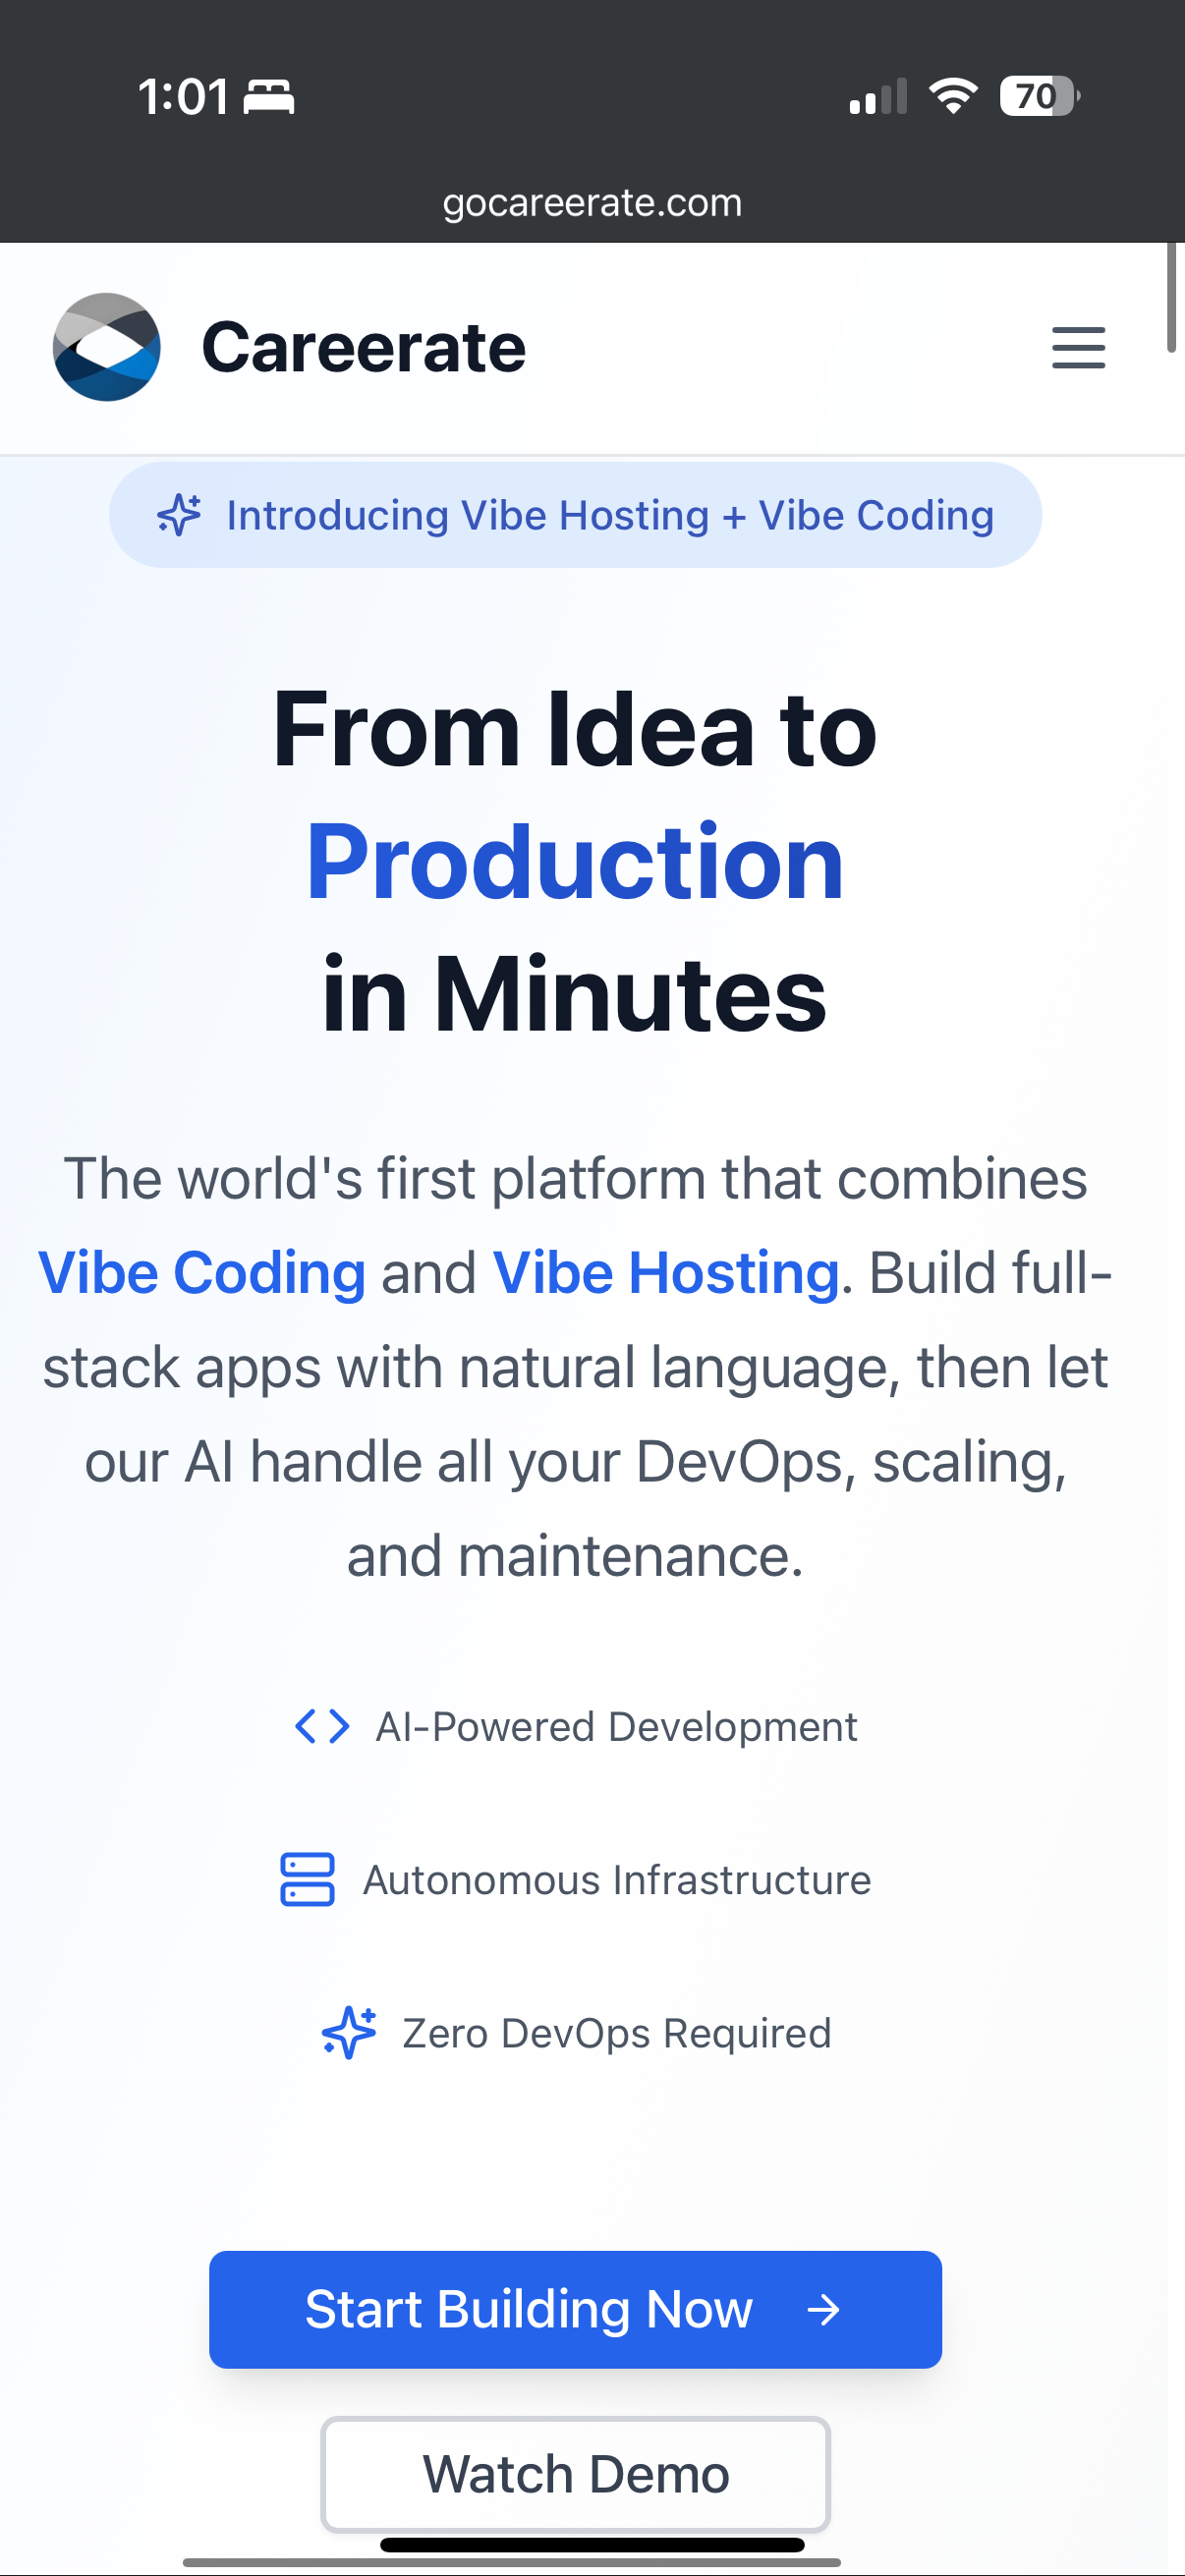 1:01
70
gocareerate.com
Careerate
Introducing Vibe Hosting + Vibe Coding
From Idea to
Production
in Minutes
The world's first platform that combines
Vibe Coding and Vibe Hosting. Build full-
stack apps with natural language, then let
our AI handle all your DevOps, scaling,
and maintenance.
AI-Powered Development
Autonomous Infrastructure
Zero DevOps Required
Start Building Now
Watch Demo